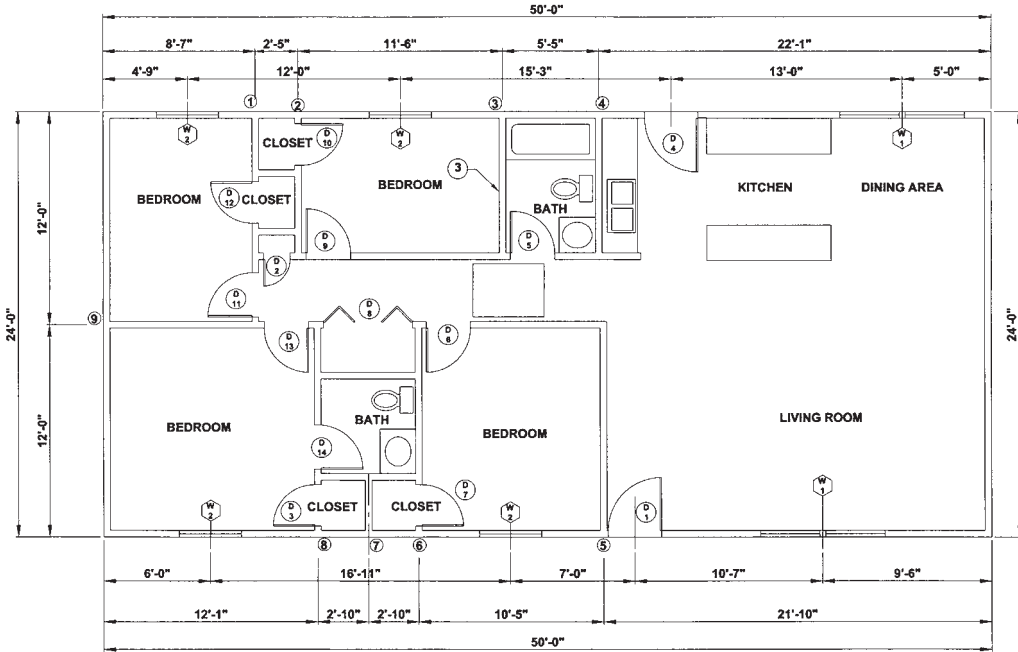 50'-0"
8'-7" 2'-5" 11'-6" 5'-5" 22'-1"
4'-9" 12'-0" 15'-3" 13'-0" 5'-0"
1 2 3 4
W 2
CLOSET
D 10
W 2
D 4
W 1
BEDROOM
D 12
CLOSET
BEDROOM
3
BATH
KITCHEN
DINING AREA
D 2
D 9
D 5
D 11
12'-0"
24'-0"
9
D 8
D 13
D 6
24'-0"
12'-0"
BEDROOM
BATH
BEDROOM
LIVING ROOM
D 14
W 2
D 3
CLOSET
CLOSET
D 7
W 2
D 1
W 1
8 7 6 5
6'-0" 16'-11" 7'-0" 10'-7" 9'-6"
12'-1" 2'-10" 2'-10" 10'-5" 21'-10"
50'-0"